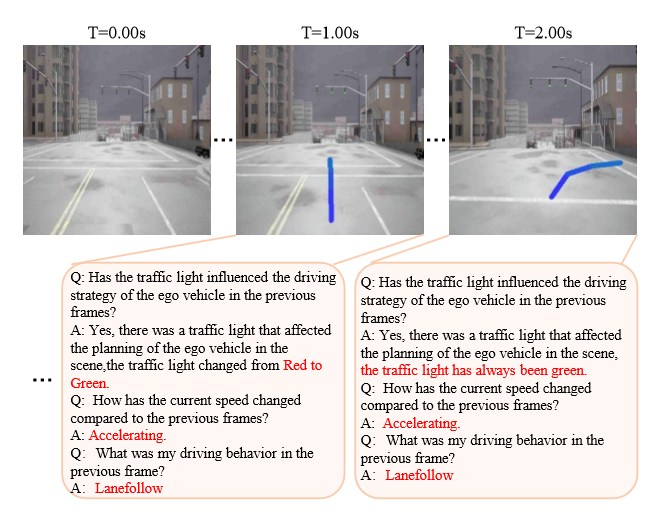 T=0.00s
T=1.00s
T=2.00s
...
...
Q: Has the traffic light influenced the driving
strategy of the ego vehicle in the previous
frames?
A: Yes, there was a traffic light that affected
the planning of the ego vehicle in the
scene,the traffic light changed from Red to
Green.
Q: How has the current speed changed
compared to the previous frames?
A: Accelerating.
Q: What was my driving behavior in the
previous frame?
A: Lanefollow
...
Q: Has the traffic light influenced the driving
strategy of the ego vehicle in the previous
frames?
A: Yes, there was a traffic light that affected
the planning of the ego vehicle in the scene,
the traffic light has always been green.
Q: How has the current speed changed
compared to the previous frames?
A: Accelerating.
Q: What was my driving behavior in the
previous frame?
A: Lanefollow